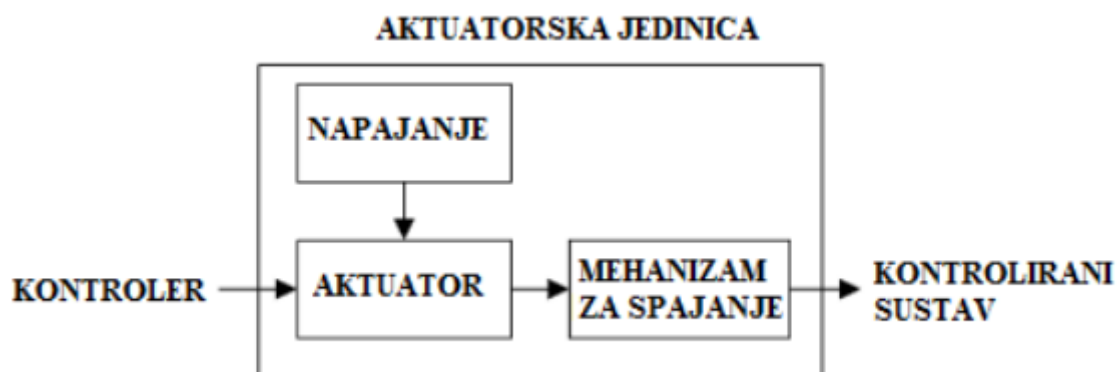 AKTUATORSKA JEDINICA
NAPAJANJE
KONTROLER
AKTUATOR
MEHANIZAM
ZA SPAJANJE
KONTROLIRANI
SUSTAV